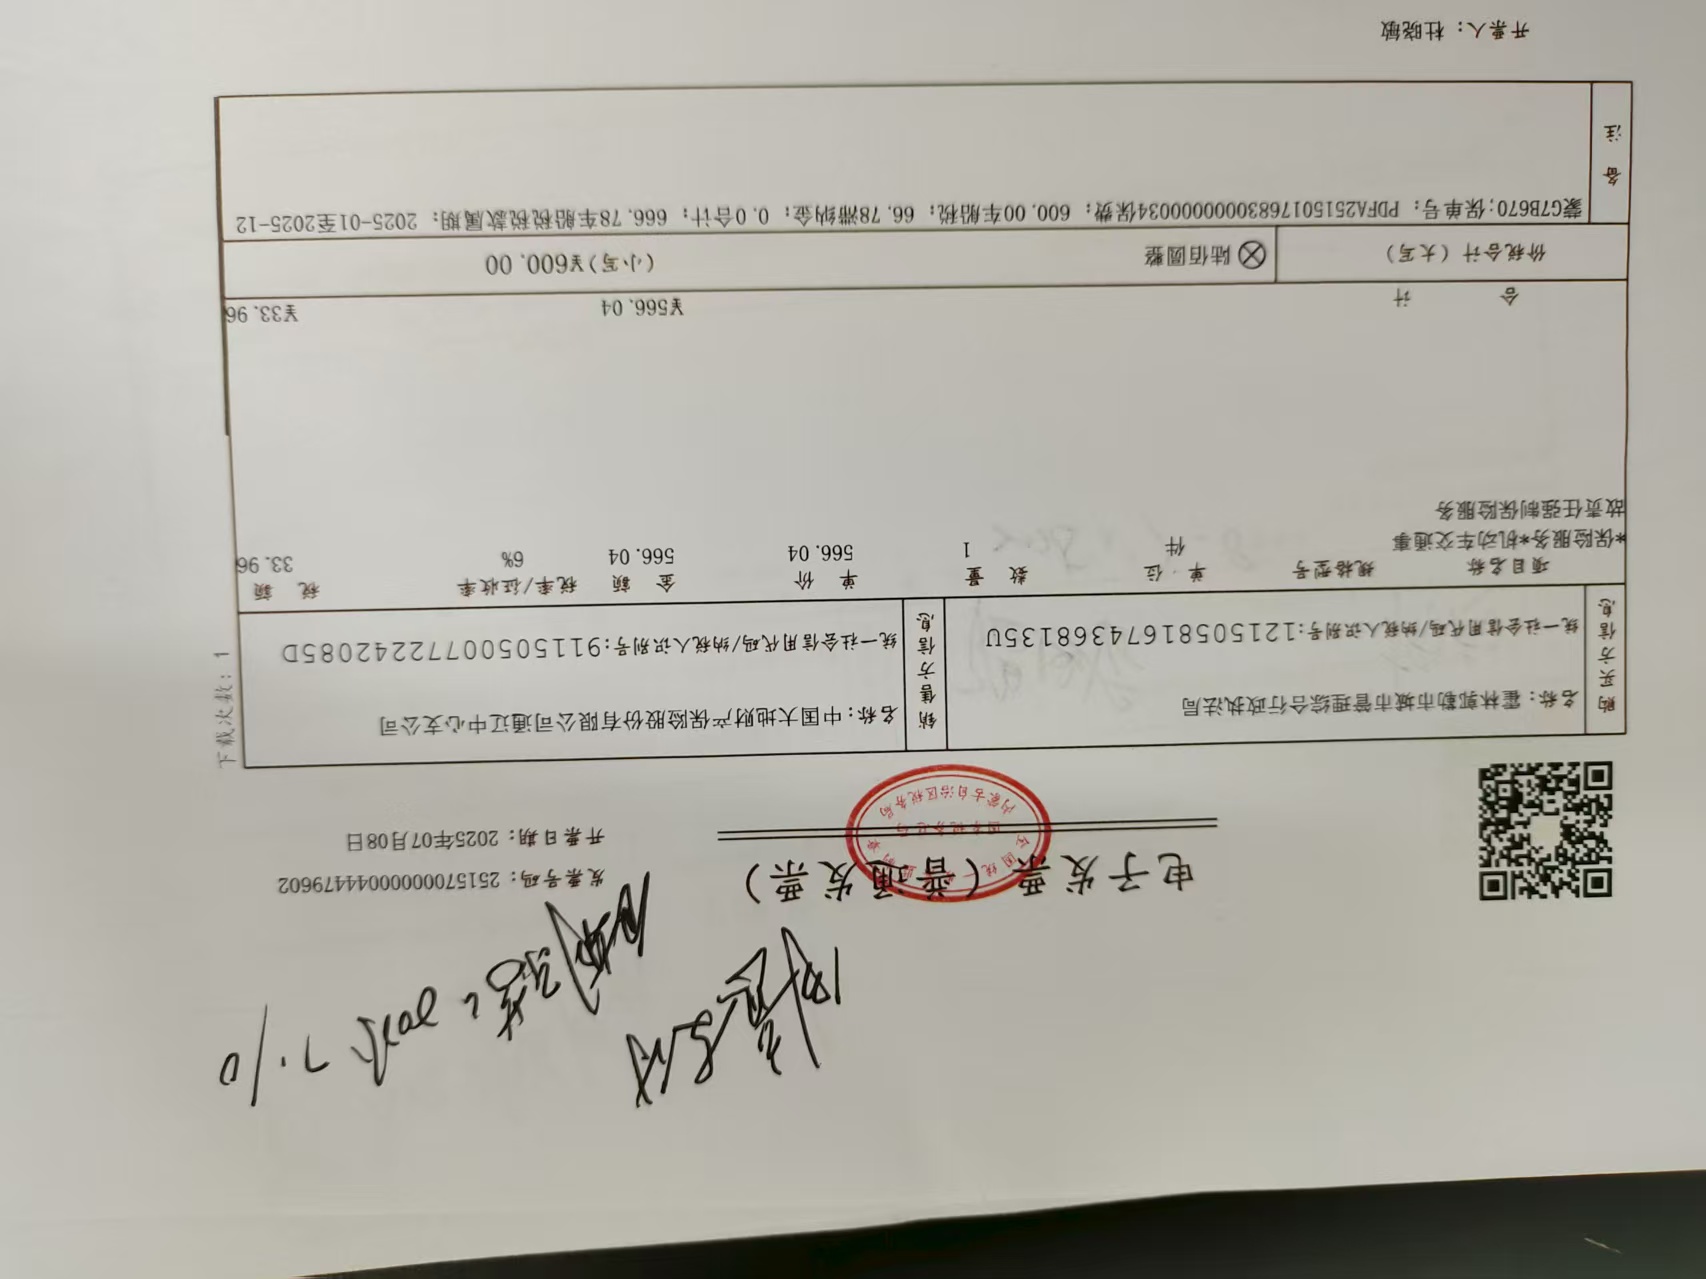 电子发票（普通发票）
发票号码：25157000000044479602
开票日期：2025年07月08日
内蒙古自治区税务局
下载次数：1
购买方信息
名称：霍林郭勒市城市管理综合行政执法局
统一社会信用代码/纳税人识别号：12150581674368135U
销售方信息
名称：中国大地财产保险股份有限公司通辽中心支公司
统一社会信用代码/纳税人识别号：91150500772242085D
项目名称 规格型号 单位 数量 单价 金额 税率/征收率 税额
*保险服务*机动车交通事 件 1 566.04 566.04 6% 33.96
故责任强制保险服务
合计 ¥566.04 ¥33.96
价税合计（大写） ⊗陆佰圆整 （小写）¥600.00
备注
蒙G7B670;保单号：PDFA25150176830000000034保费：600.00车船税：66.78滞纳金：0.0合计：666.78车船税税款属期：2025-01至2025-12
开票人：杜晓敏